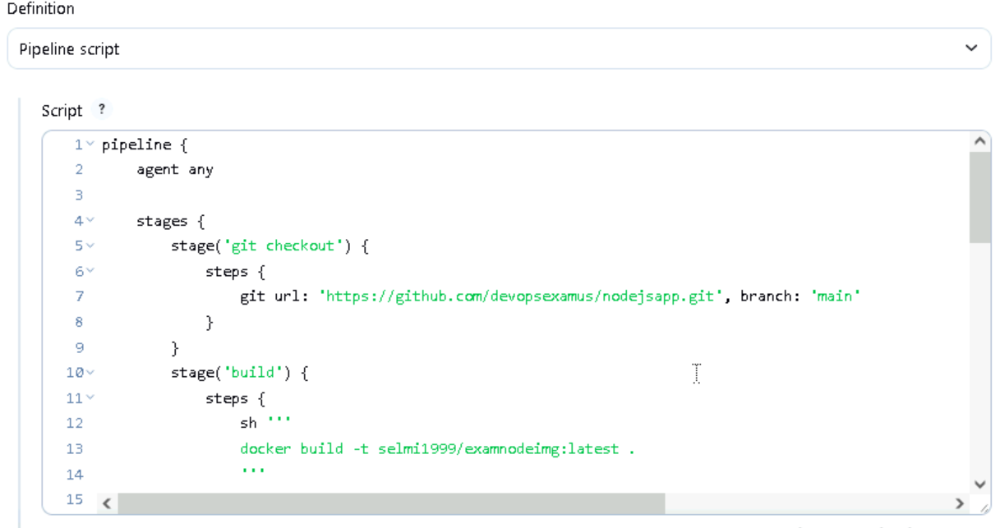 Definition
Pipeline script
Script ?
1 pipeline {
2 agent any
3
4 stages {
5 stage('git checkout') {
6 steps {
7 git url: 'https://github.com/devopsexamus/nodejsapp.git', branch: 'main'
8 }
9 }
10 stage('build') {
11 steps {
12 sh '''
13 docker build -t selmi1999/examnodeimg:latest .
14 '''
15